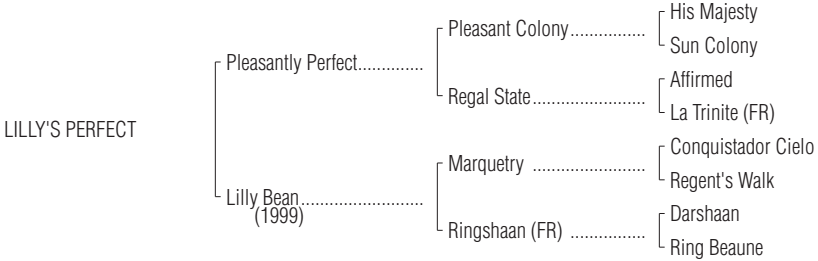 His Majesty
Pleasant Colony................
Sun Colony
Pleasantly Perfect..............
Affirmed
Regal State........................
La Trinite (FR)
LILLY'S PERFECT
Conquistador Cielo
Marquetry ........................
Regent's Walk
Lilly Bean..........................
(1999)
Darshaan
Ringshaan (FR) ................
Ring Beaune